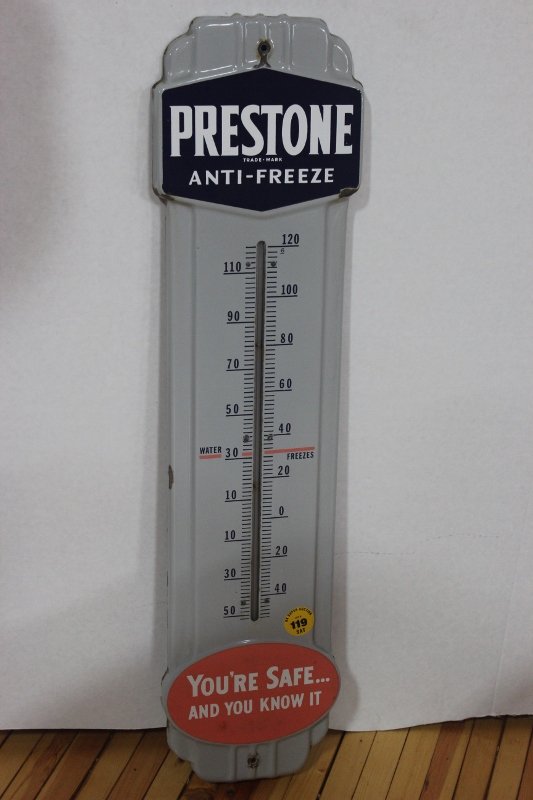 PRESTONE
TRADE-MARK
ANTI-FREEZE
120
110
100
90
80
70
60
50
40
WATER 30 FREEZES
20
10
0
10
20
30
40
50
119
SAT
YOU'RE SAFE...
AND YOU KNOW IT